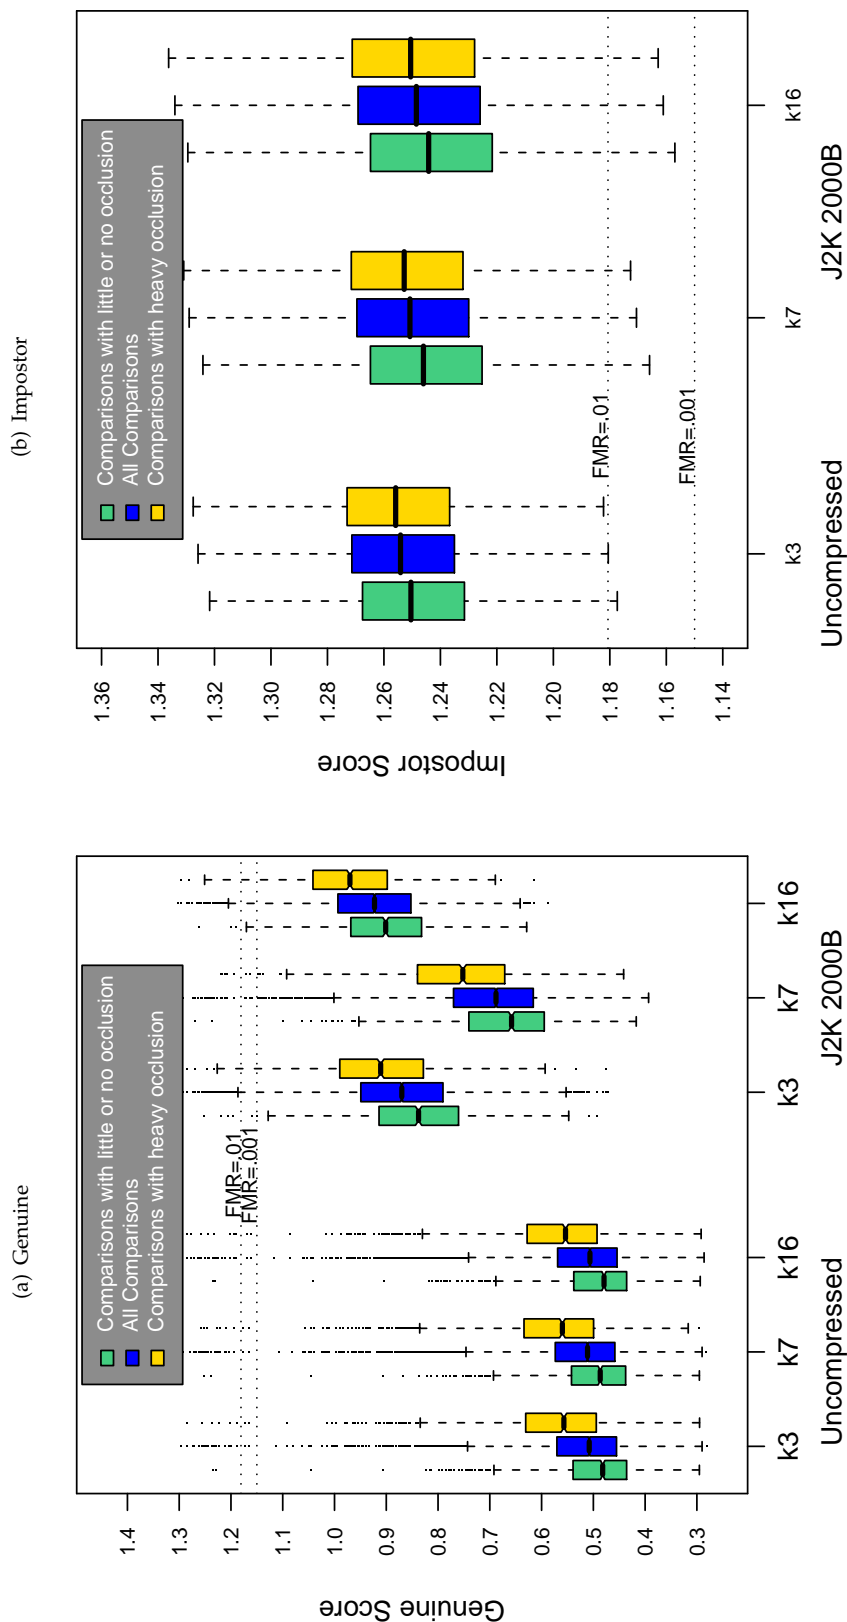 (a) Genuine
Genuine Score
1.4
1.3
1.2
1.1
1.0
0.9
0.8
0.7
0.6
0.5
0.4
0.3
Comparisons with little or no occlusion
All Comparisons
Comparisons with heavy occlusion
FMR=.01
FMR=.001
k3
k7
k16
k3
k7
k16
Uncompressed
J2K 2000B
(b) Impostor
Impostor Score
1.36
1.34
1.32
1.30
1.28
1.26
1.24
1.22
1.20
1.18
1.16
1.14
Comparisons with little or no occlusion
All Comparisons
Comparisons with heavy occlusion
FMR=.01
FMR=.001
k3
k7
k16
Uncompressed
J2K 2000B